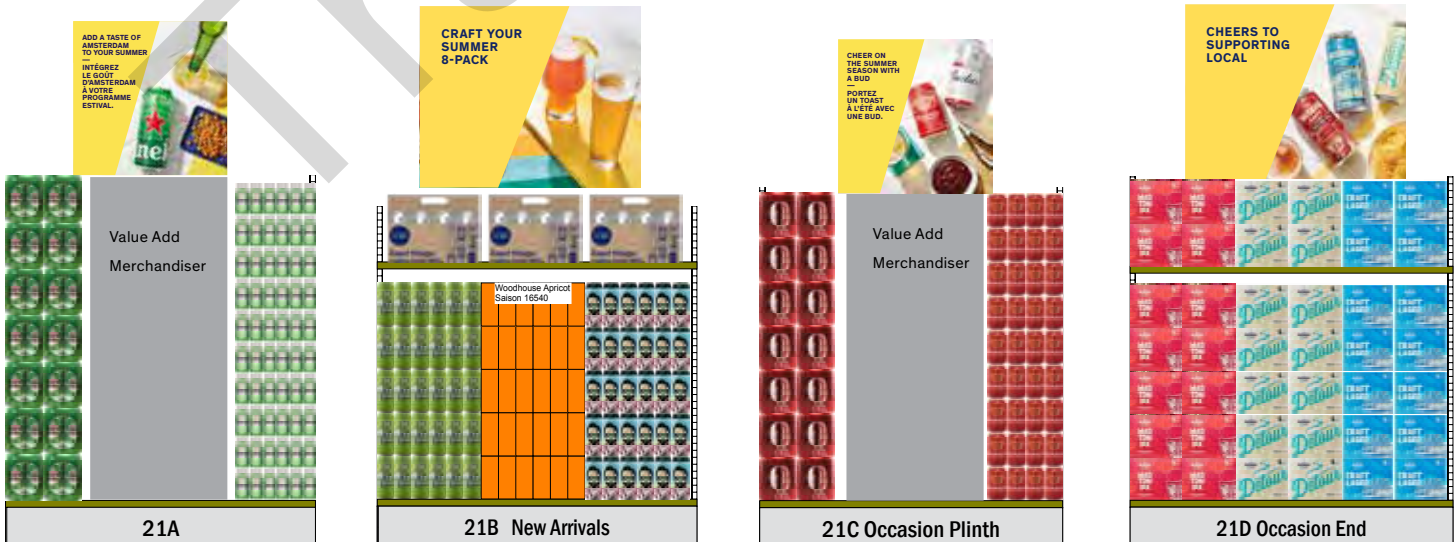 ADD A TASTE OF
AMSTERDAM
TO YOUR SUMMER
—
INTÉGREZ
LE GOÛT
D'AMSTERDAM
À VOTRE
PROGRAMME
ESTIVAL.
Value Add
Merchandiser
21A
CRAFT YOUR
SUMMER
8-PACK
Woodhouse Apricot
Saison 16540
21B New Arrivals
CHEER ON
THE SUMMER
SEASON WITH
A BUD
—
PORTEZ
UN TOAST
À L'ÉTÉ AVEC
UNE BUD.
Value Add
Merchandiser
21C Occasion Plinth
CHEERS TO
SUPPORTING
LOCAL
Détour
CRAFT
LAGER
21D Occasion End